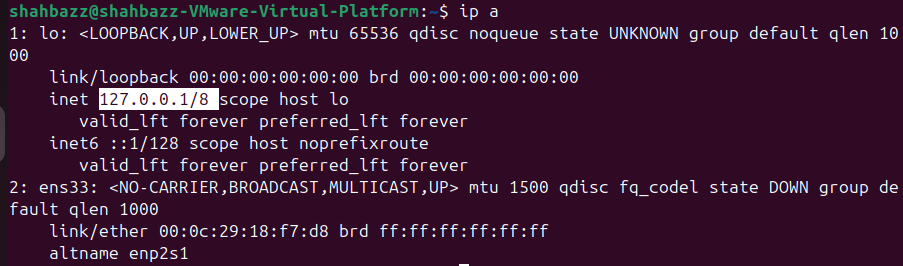 shahbazz@shahbazz-VMware-Virtual-Platform:~$ ip a
1: lo: <LOOPBACK,UP,LOWER_UP> mtu 65536 qdisc noqueue state UNKNOWN group default qlen 10
00
    link/loopback 00:00:00:00:00:00 brd 00:00:00:00:00:00
    inet 127.0.0.1/8 scope host lo
       valid_lft forever preferred_lft forever
    inet6 ::1/128 scope host noprefixroute
       valid_lft forever preferred_lft forever
2: ens33: <NO-CARRIER,BROADCAST,MULTICAST,UP> mtu 1500 qdisc fq_codel state DOWN group de
fault qlen 1000
    link/ether 00:0c:29:18:f7:d8 brd ff:ff:ff:ff:ff:ff
    altname enp2s1